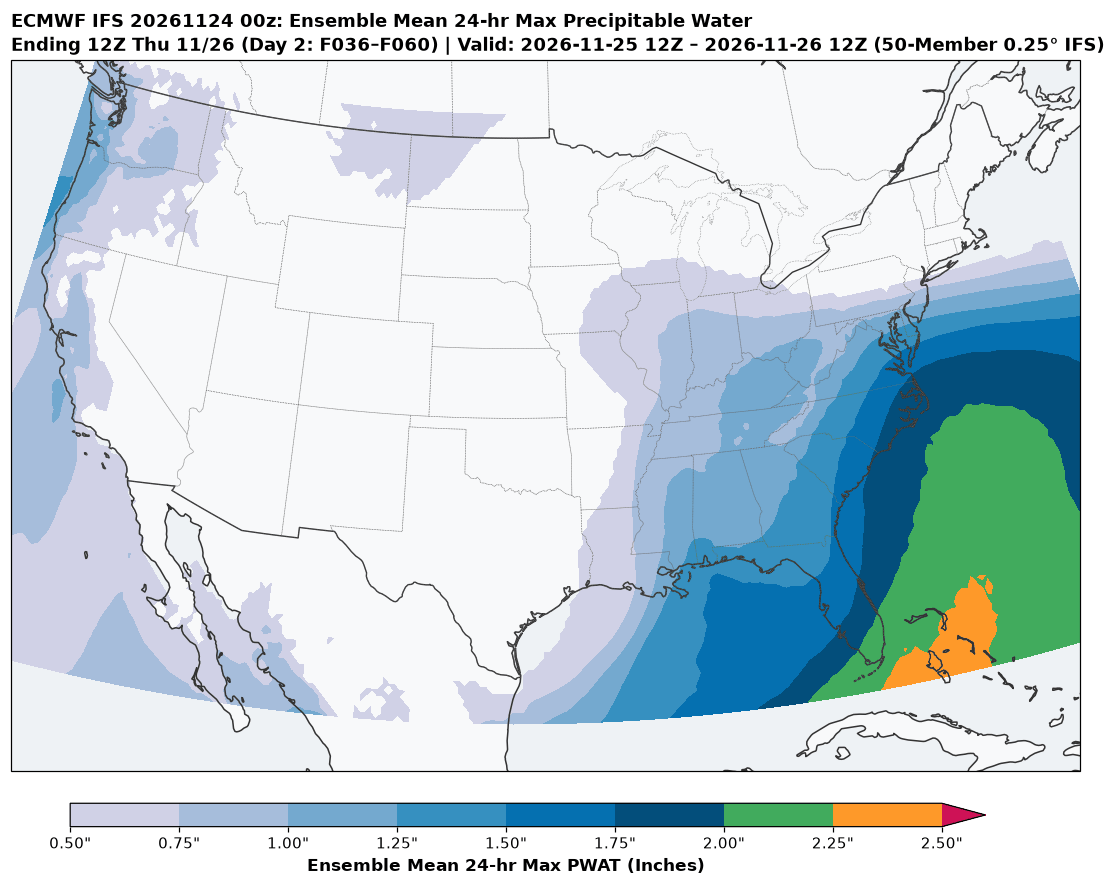 ECMWF IFS 20261124 00z: Ensemble Mean 24-hr Max Precipitable Water
Ending 12Z Thu 11/26 (Day 2: F036–F060) | Valid: 2026-11-25 12Z – 2026-11-26 12Z (50-Member 0.25° IFS)
0.50" 0.75" 1.00" 1.25" 1.50" 1.75" 2.00" 2.25" 2.50"
Ensemble Mean 24-hr Max PWAT (Inches)